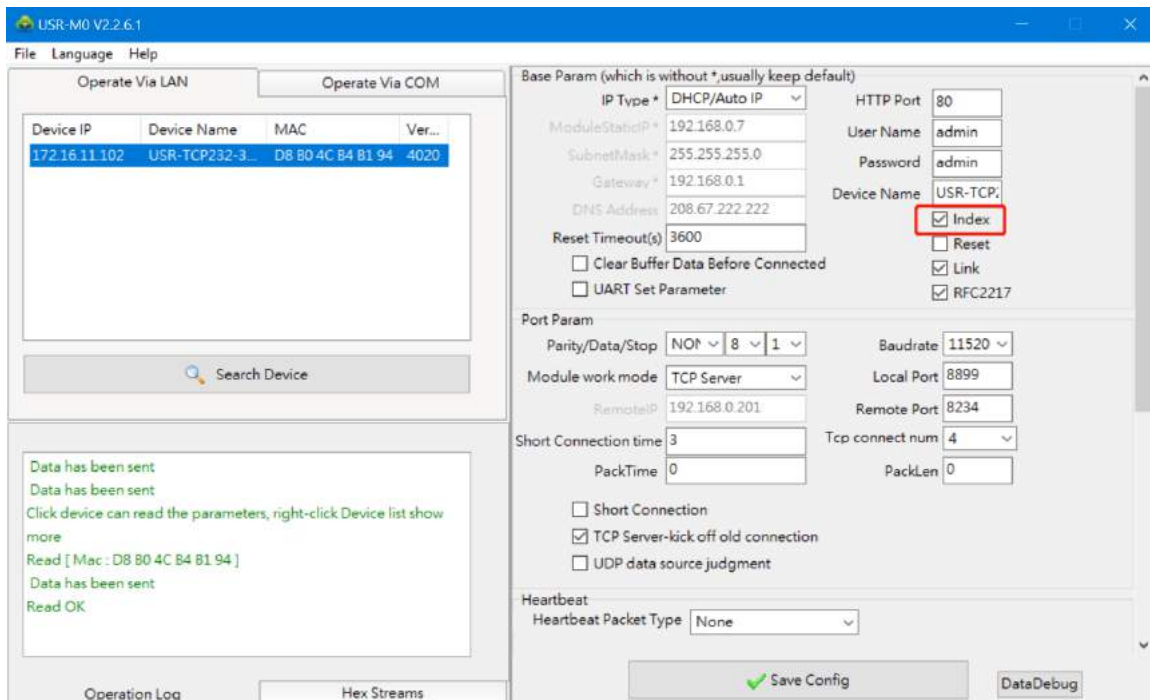 USR-M0 V2.2.6.1
File Language Help
Operate Via LAN Operate Via COM
Device IP Device Name MAC Ver...
172.16.11.102 USR-TCP232-3... D8 B0 4C B4 B1 94 4020
Search Device
Data has been sent
Data has been sent
Click device can read the parameters, right-click Device list show
more
Read [ Mac : D8 B0 4C B4 B1 94 ]
Data has been sent
Read OK
Operation Log Hex Streams
Base Param (which is without *,usually keep default)
IP Type * DHCP/Auto IP HTTP Port 80
ModuleStaticIP * 192.168.0.7 User Name admin
SubnetMask * 255.255.255.0 Password admin
Gateway * 192.168.0.1 Device Name USR-TCP
DNS Address 208.67.222.222 Index
Reset Timeout(s) 3600 Reset
Clear Buffer Data Before Connected Link
UART Set Parameter RFC2217
Port Param
Parity/Data/Stop NON 8 1 Baudrate 11520
Module work mode TCP Server Local Port 8899
RemoteIP 192.168.0.201 Remote Port 8234
Short Connection time 3 Tcp connect num 4
PackTime 0 PackLen 0
Short Connection
TCP Server-kick off old connection
UDP data source judgment
Heartbeat
Heartbeat Packet Type None
Save Config DataDebug